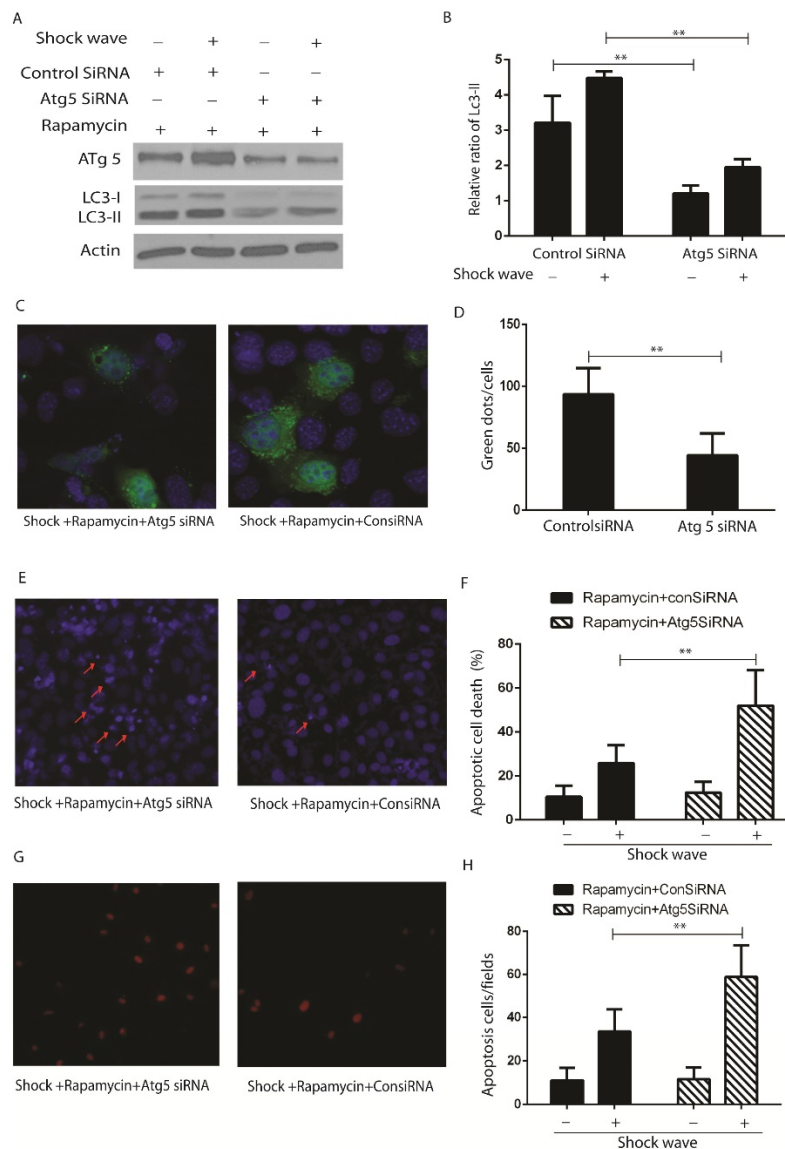 A
Shock wave – + – +
Control SiRNA + + – –
Atg5 SiRNA – – + +
Rapamycin + + + +
ATg 5
LC3-I
LC3-II
Actin
B
Relative ratio of Lc3-II
5
4
3
2
1
0
** **
Control SiRNA Atg5 SiRNA
Shock wave – + – +
C
Shock +Rapamycin+Atg5 siRNA Shock +Rapamycin+ConsiRNA
D
Green dots/cells
150
100
50
0
**
ControlsiRNA Atg 5 siRNA
E
Shock +Rapamycin+Atg5 siRNA Shock +Rapamycin+ConsiRNA
F
Rapamycin+conSiRNA
Rapamycin+Atg5SiRNA
Apoptotic cell death (%)
80
60
40
20
0
**
– + – +
Shock wave
G
Shock +Rapamycin+Atg5 siRNA Shock +Rapamycin+ConsiRNA
H
Rapamycin+ConSiRNA
Rapamycin+Atg5SiRNA
Apoptosis cells/fields
80
60
40
20
0
**
– + – +
Shock wave